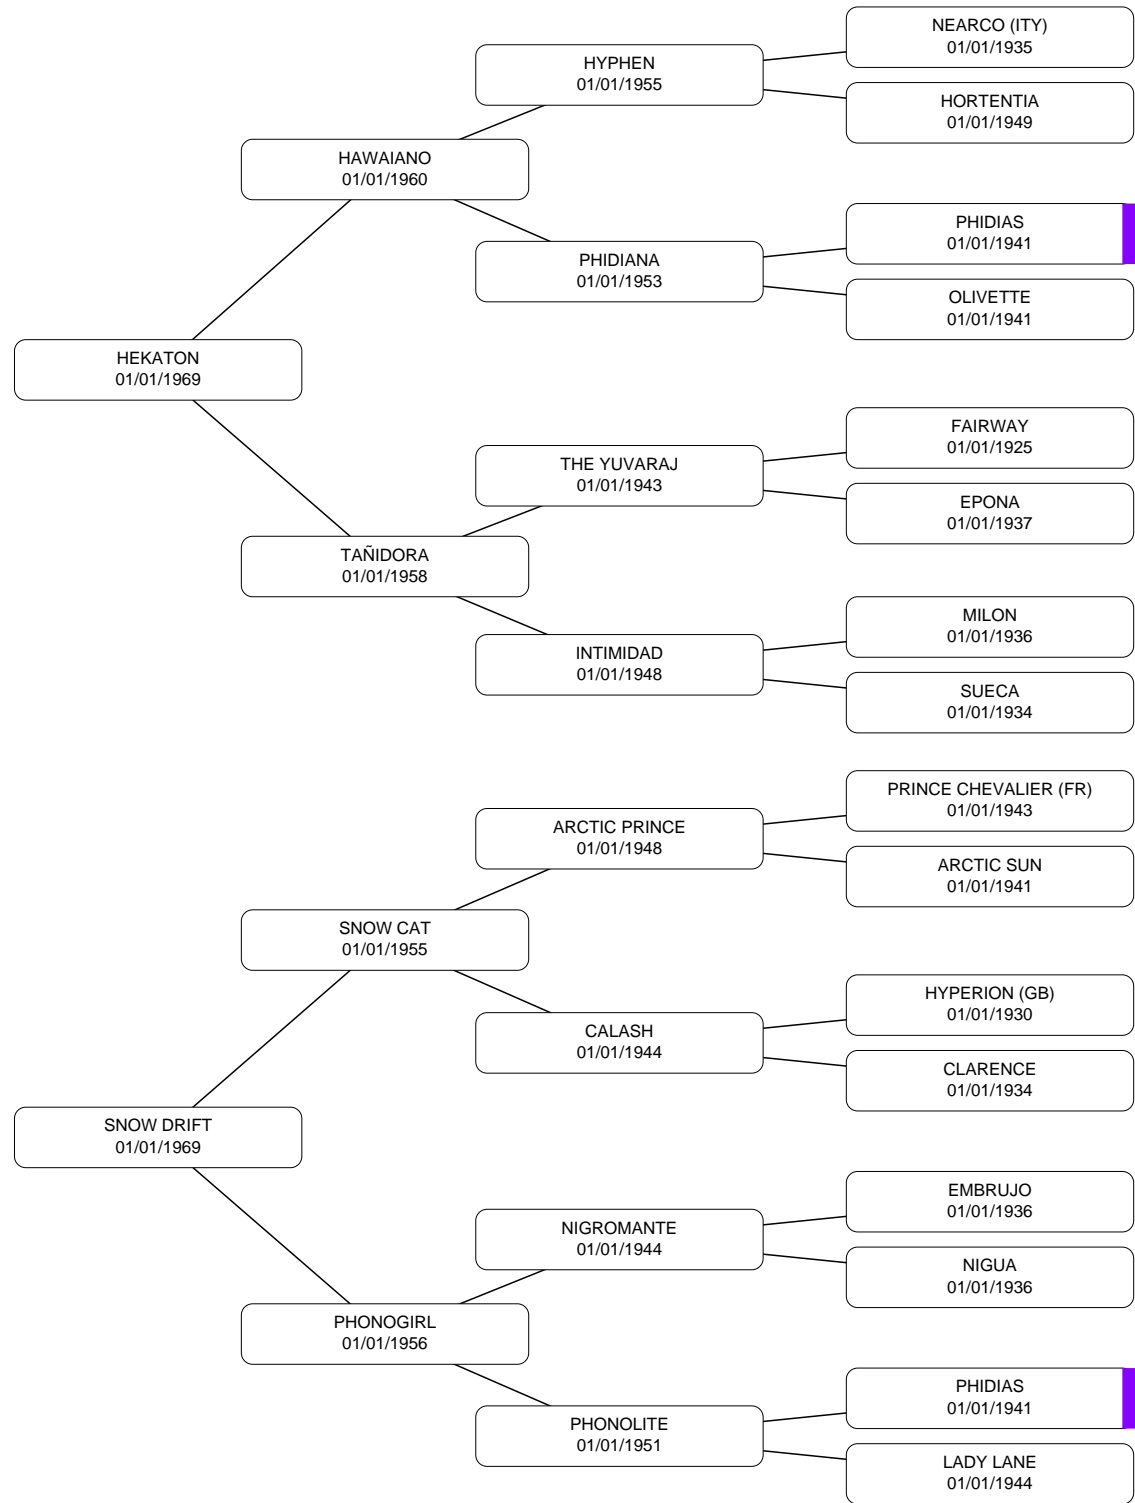 NEARCO (ITY)
01/01/1935
HYPHEN
01/01/1955
HORTENTIA
01/01/1949
HAWAIANO
01/01/1960
PHIDIAS
01/01/1941
PHIDIANA
01/01/1953
OLIVETTE
01/01/1941
HEKATON
01/01/1969
FAIRWAY
01/01/1925
THE YUVARAJ
01/01/1943
EPONA
01/01/1937
TAÑIDORA
01/01/1958
MILON
01/01/1936
INTIMIDAD
01/01/1948
SUECA
01/01/1934
PRINCE CHEVALIER (FR)
01/01/1943
ARCTIC PRINCE
01/01/1948
ARCTIC SUN
01/01/1941
SNOW CAT
01/01/1955
HYPERION (GB)
01/01/1930
CALASH
01/01/1944
CLARENCE
01/01/1934
SNOW DRIFT
01/01/1969
EMBRUJO
01/01/1936
NIGROMANTE
01/01/1944
NIGUA
01/01/1936
PHONOGIRL
01/01/1956
PHIDIAS
01/01/1941
PHONOLITE
01/01/1951
LADY LANE
01/01/1944